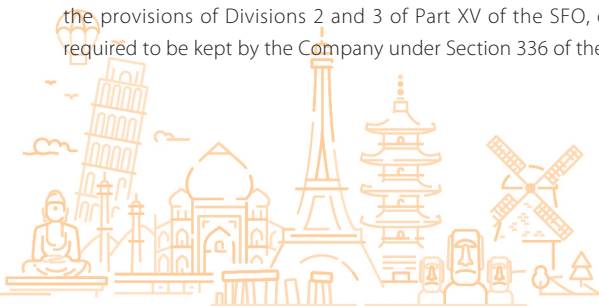 the provisions of Divisions 2 and 3 of Part XV of the SFO,
required to be kept by the Company under Section 336 of the